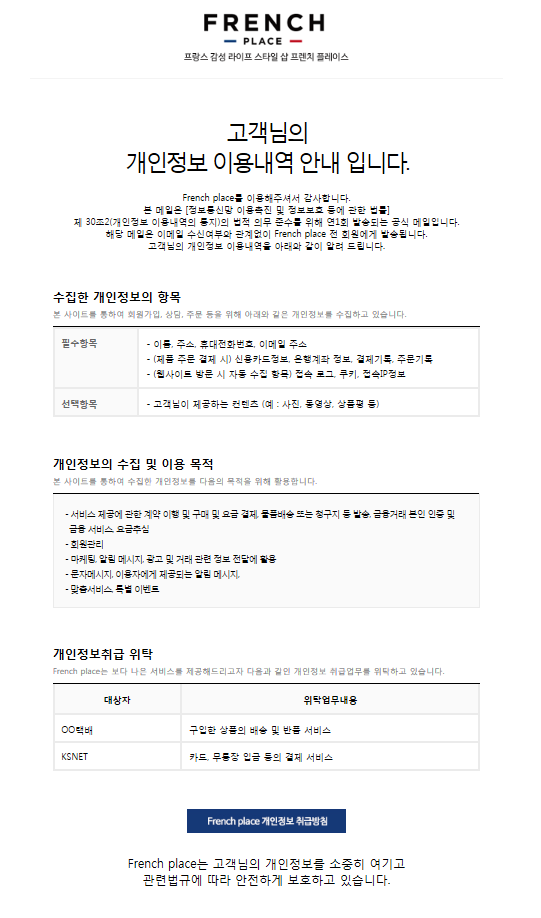 FRENCH
PLACE
프랑스 감성 라이프 스타일 샵 프렌치 플레이스
고객님의
개인정보 이용내역 안내 입니다.
French place를 이용해주셔서 감사합니다.
본 메일은 [정보통신망 이용촉진 및 정보보호 등에 관한 법률]
제 30조2(개인정보 이용내역의 통지)의 법적 의무 준수를 위해 연1회 발송되는 공식 메일입니다.
해당 메일은 이메일 수신여부와 관계없이 French place 전 회원에게 발송됩니다.
고객님의 개인정보 이용내역을 아래와 같이 알려 드립니다.
수집한 개인정보의 항목
본 사이트를 통하여 회원가입, 상담, 주문 등을 위해 아래와 같은 개인정보를 수집하고 있습니다.
필수항목
- 이름, 주소, 휴대전화번호, 이메일 주소
- (제품 주문 결제 시) 신용카드정보, 은행계좌 정보, 결제기록, 주문기록
- (웹사이트 방문 시 자동 수집 항목) 접속 로그, 쿠키, 접속IP정보
선택항목
- 고객님이 제공하는 컨텐츠 (예 : 사진, 동영상, 상품평 등)
개인정보의 수집 및 이용 목적
본 사이트를 통하여 수집한 개인정보를 다음의 목적을 위해 활용합니다.
- 서비스 제공에 관한 계약 이행 및 구매 및 요금 결제, 물품배송 또는 청구지 등 발송, 금융거래 본인 인증 및
금융 서비스, 요금추심
- 회원관리
- 마케팅, 알림 메시지, 광고 및 거래 관련 정보 전달에 활용
- 문자메시지, 이용자에게 제공되는 알림 메시지,
- 맞춤서비스, 특별 이벤트
개인정보취급 위탁
French place는 보다 나은 서비스를 제공해드리고자 다음과 같인 개인정보 취급업무를 위탁하고 있습니다.
대상자
위탁업무내용
OO택배
구입한 상품의 배송 및 반품 서비스
KSNET
카드, 무통장 입금 등의 결제 서비스
French place 개인정보 취급방침
French place는 고객님의 개인정보를 소중히 여기고
관련법규에 따라 안전하게 보호하고 있습니다.